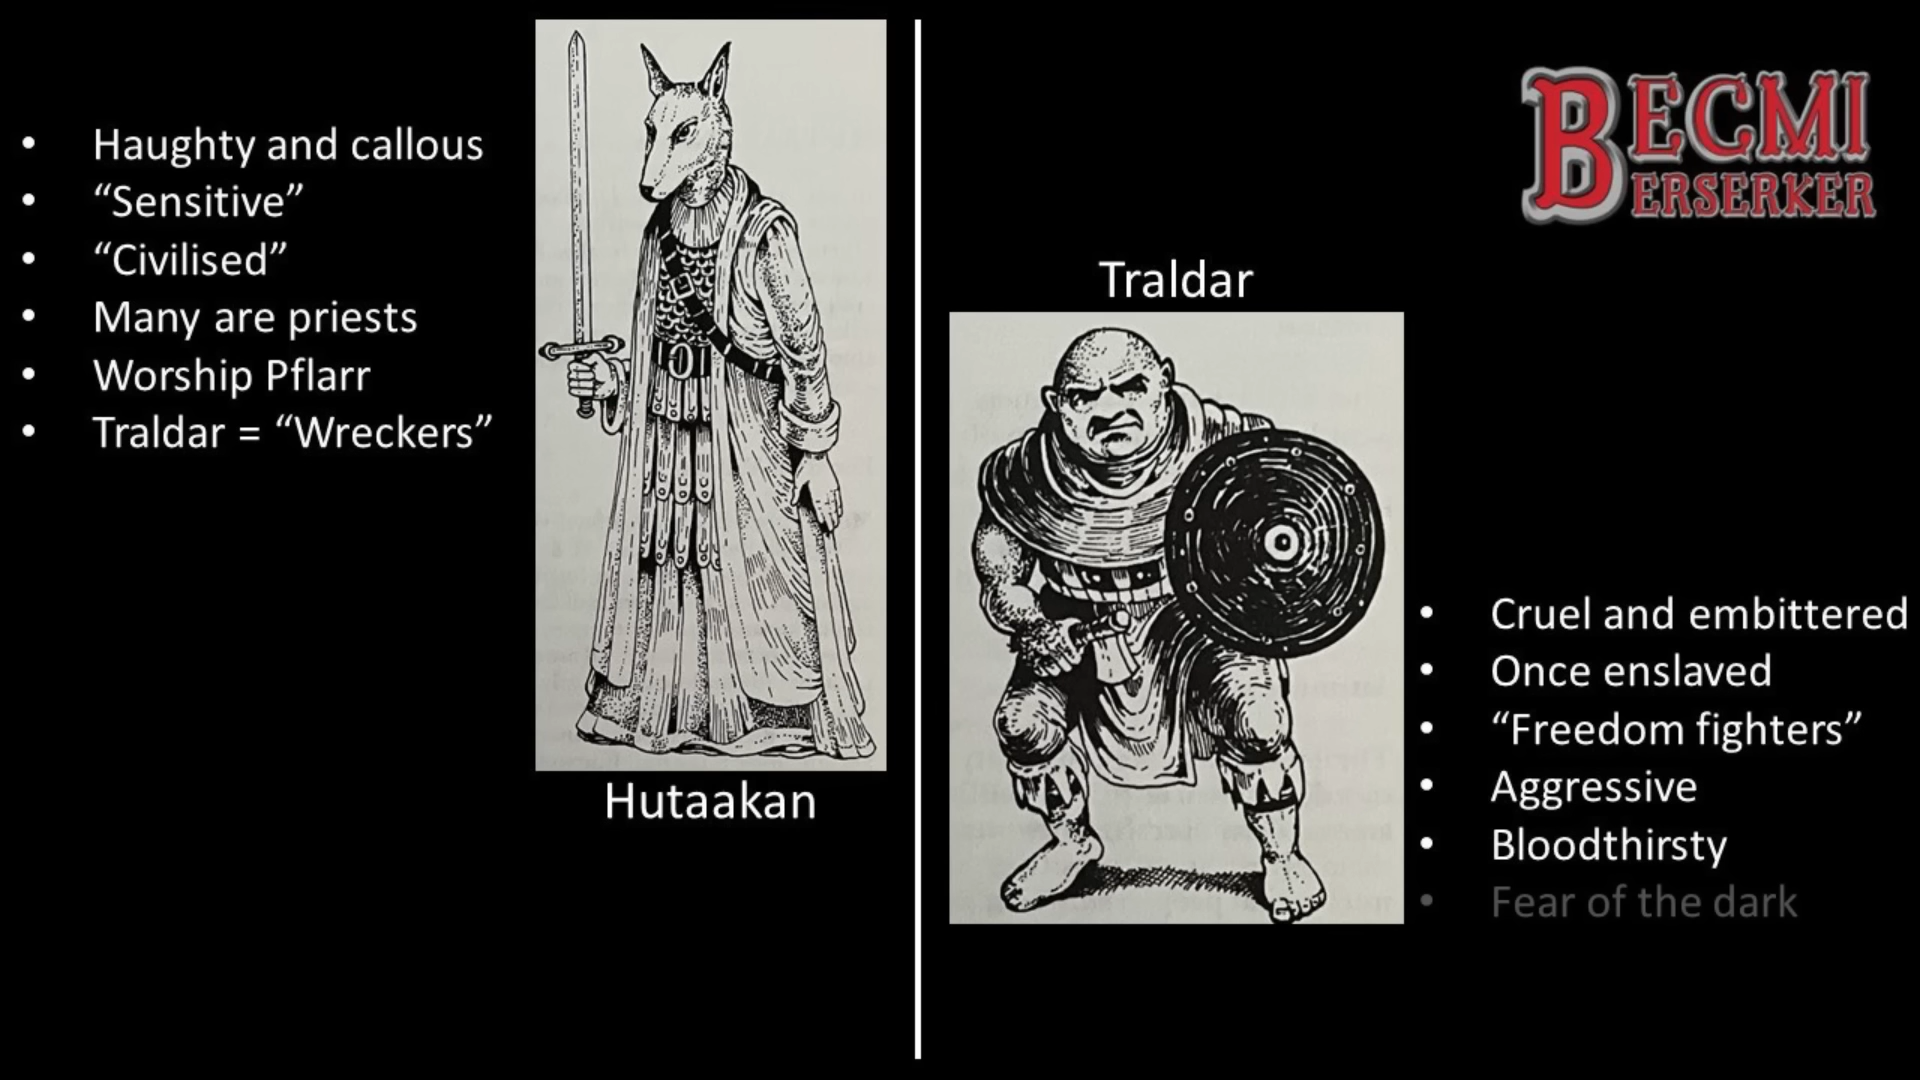 • Haughty and callous
• “Sensitive”
• “Civilised”
• Many are priests
• Worship Pflarr
• Traldar = “Wreckers”
Hutaakan
BECMI
BERSERKER
Traldar
• Cruel and embittered
• Once enslaved
• “Freedom fighters”
• Aggressive
• Bloodthirsty
• Fear of the dark